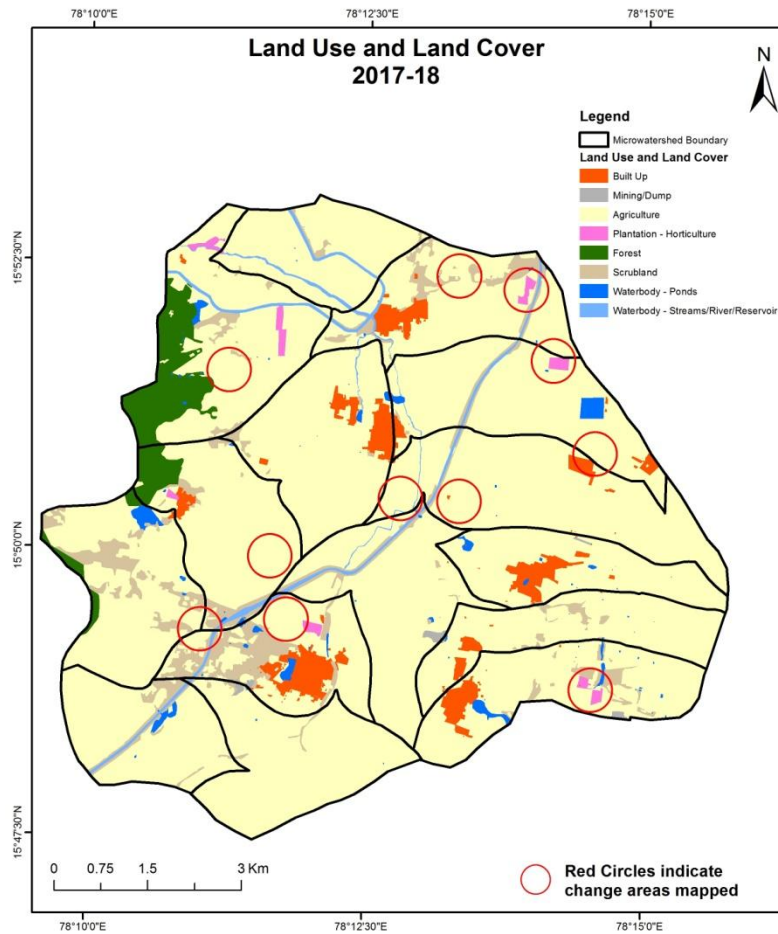 78°10'0"E
78°12'30"E
78°15'0"E
Land Use and Land Cover
2017-18
N
Legend
Microwatershed Boundary
Land Use and Land Cover
Built Up
Mining/Dump
Agriculture
Plantation - Horticulture
Forest
Scrubland
Waterbody - Ponds
Waterbody - Streams/River/Reservoir
15°52'30"N
15°50'0"N
15°47'30"N
0 0.75 1.5 3 Km
Red Circles indicate
change areas mapped
78°10'0"E
78°12'30"E
78°15'0"E